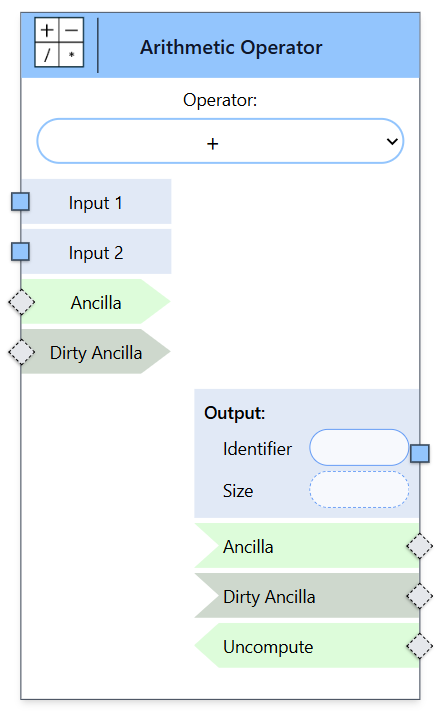 + −
/ *
Arithmetic Operator
Operator:
+
Input 1
Input 2
Ancilla
Dirty Ancilla
Output:
Identifier
Size
Ancilla
Dirty Ancilla
Uncompute